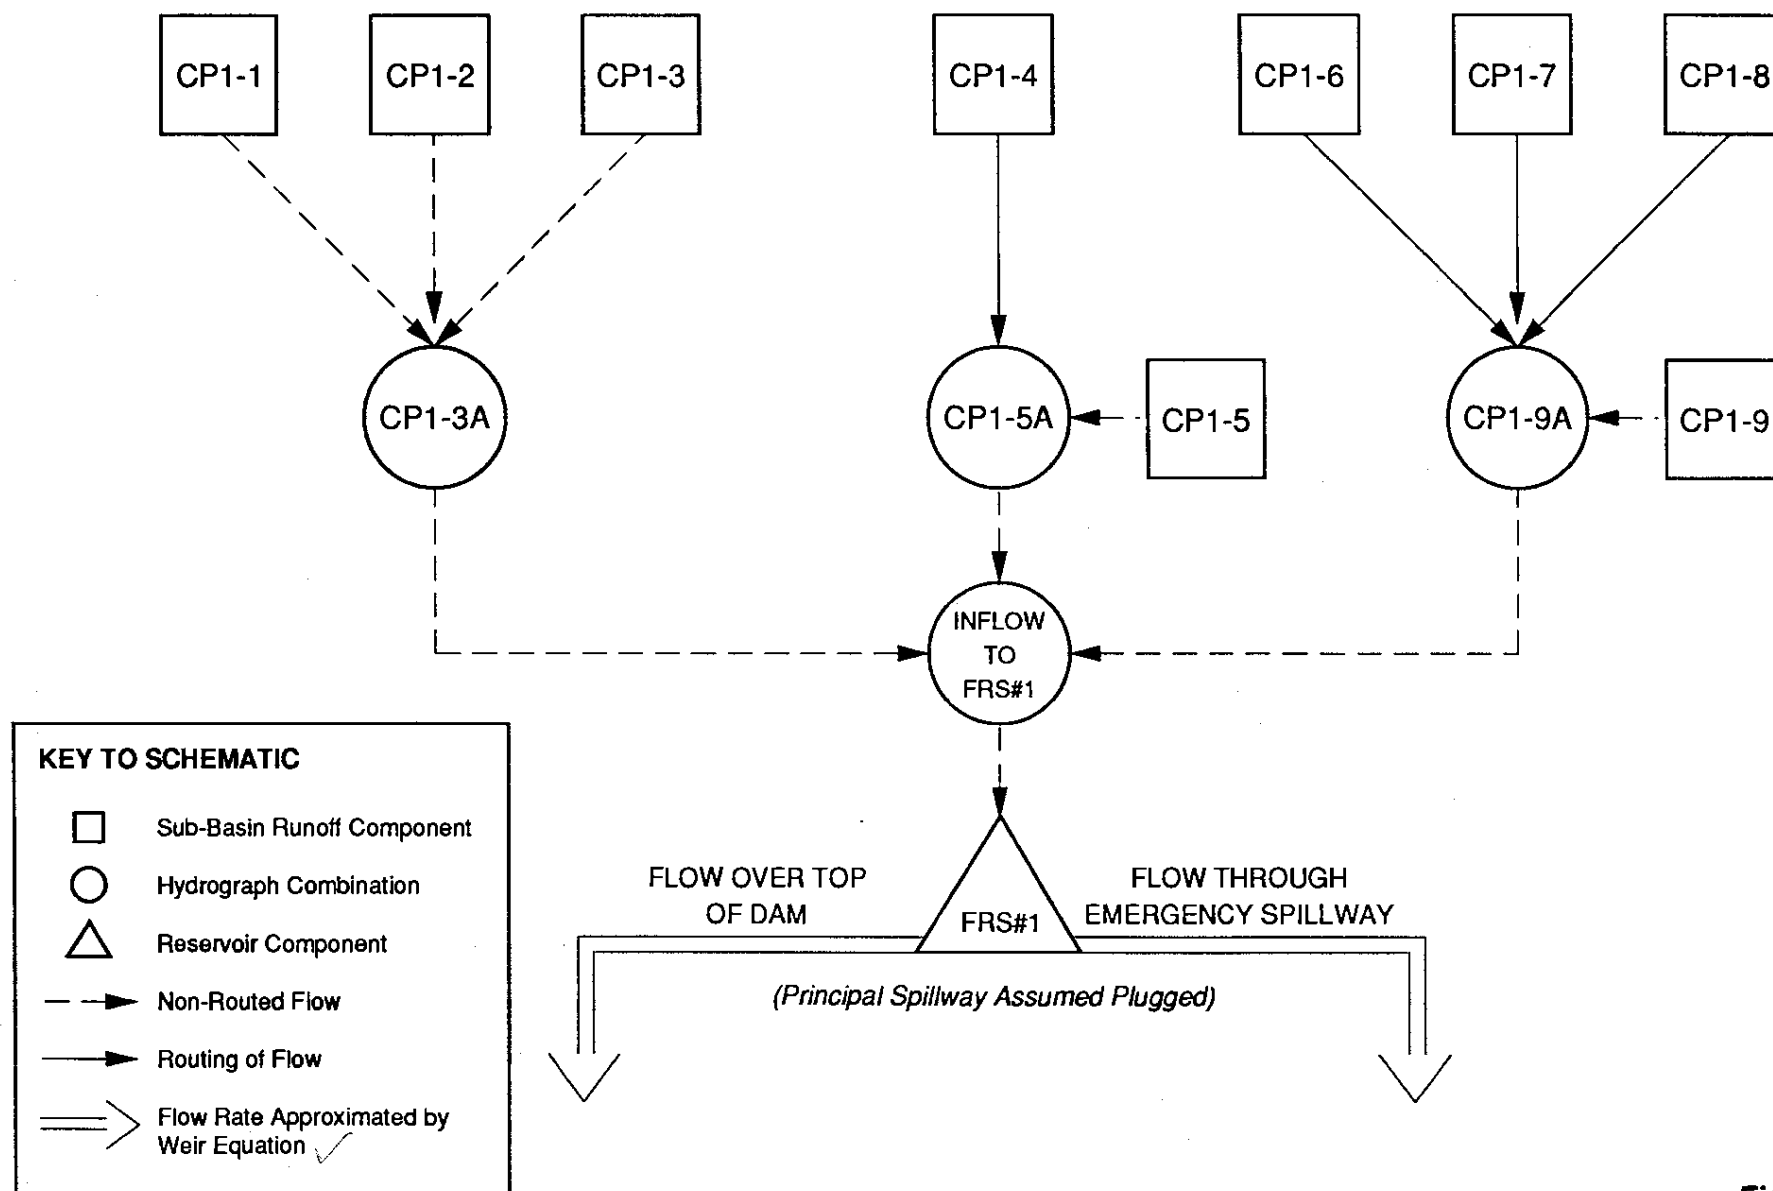 CP1-1
CP1-2
CP1-3
CP1-4
CP1-6
CP1-7
CP1-8
CP1-3A
CP1-5A
CP1-5
CP1-9A
CP1-9
INFLOW
TO
FRS#1
KEY TO SCHEMATIC
Sub-Basin Runoff Component
Hydrograph Combination
Reservoir Component
Non-Routed Flow
Routing of Flow
Flow Rate Approximated by
Weir Equation
FLOW OVER TOP
OF DAM
FLOW THROUGH
EMERGENCY SPILLWAY
FRS#1
(Principal Spillway Assumed Plugged)